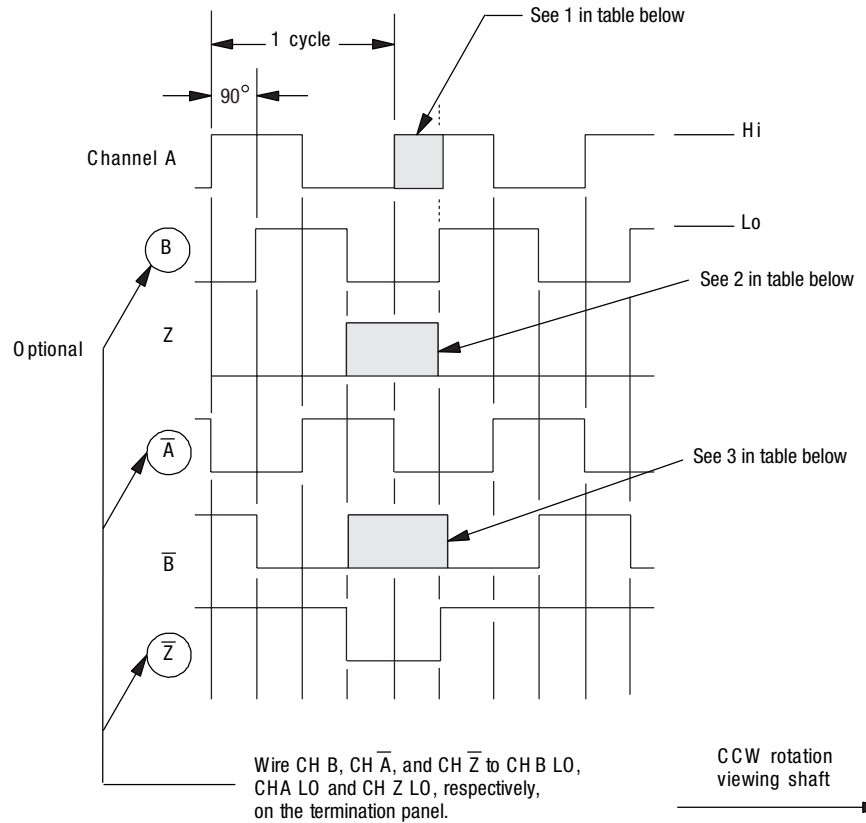 See 1 in table below
1 cycle
90°
Channel A
Hi
B
Lo
See 2 in table below
Z
Optional
A̅
See 3 in table below
B̅
Z̅
Wire CH B, CH A̅, and CH Z̅ to CH B LO,
CHA LO and CH Z LO, respectively,
on the termination panel.
CCW rotation
viewing shaft